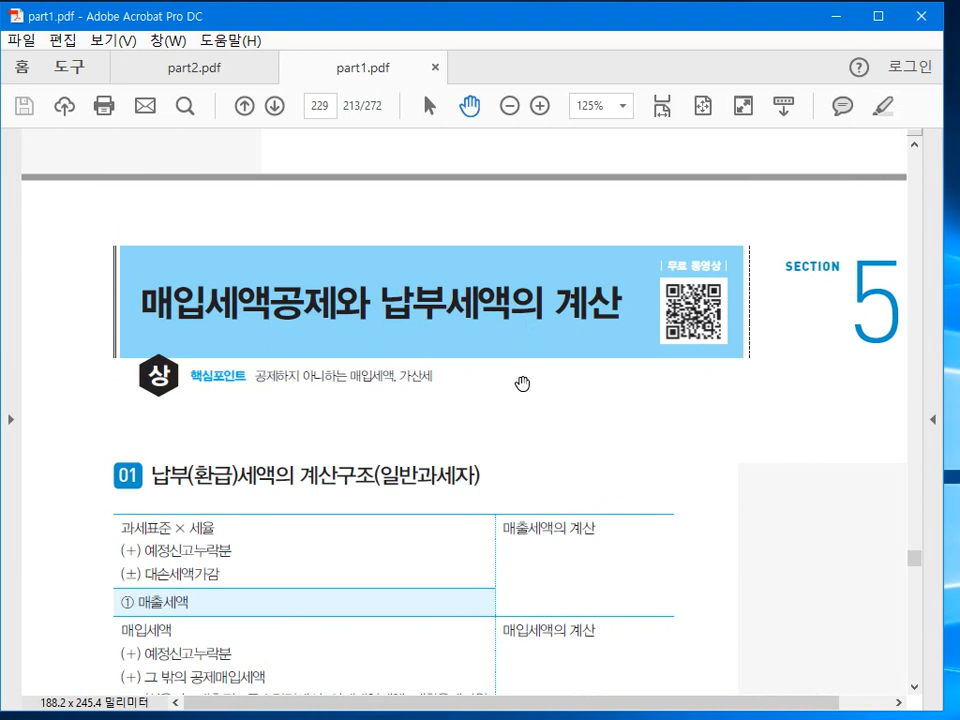 part1.pdf - Adobe Acrobat Pro DC
파일 편집 보기(V) 창(W) 도움말(H)
홈 도구 part2.pdf part1.pdf × 로그인
229 213/272 125%
무료 동영상
SECTION 5
매입세액공제와 납부세액의 계산
상 핵심포인트 공제하지 아니하는 매입세액, 가산세
01 납부(환급)세액의 계산구조(일반과세자)
과세표준 × 세율 매출세액의 계산
(+) 예정신고누락분
(±) 대손세액가감
① 매출세액
매입세액 매입세액의 계산
(+) 예정신고누락분
(+) 그 밖의 공제매입세액
188.2 x 245.4 밀리미터